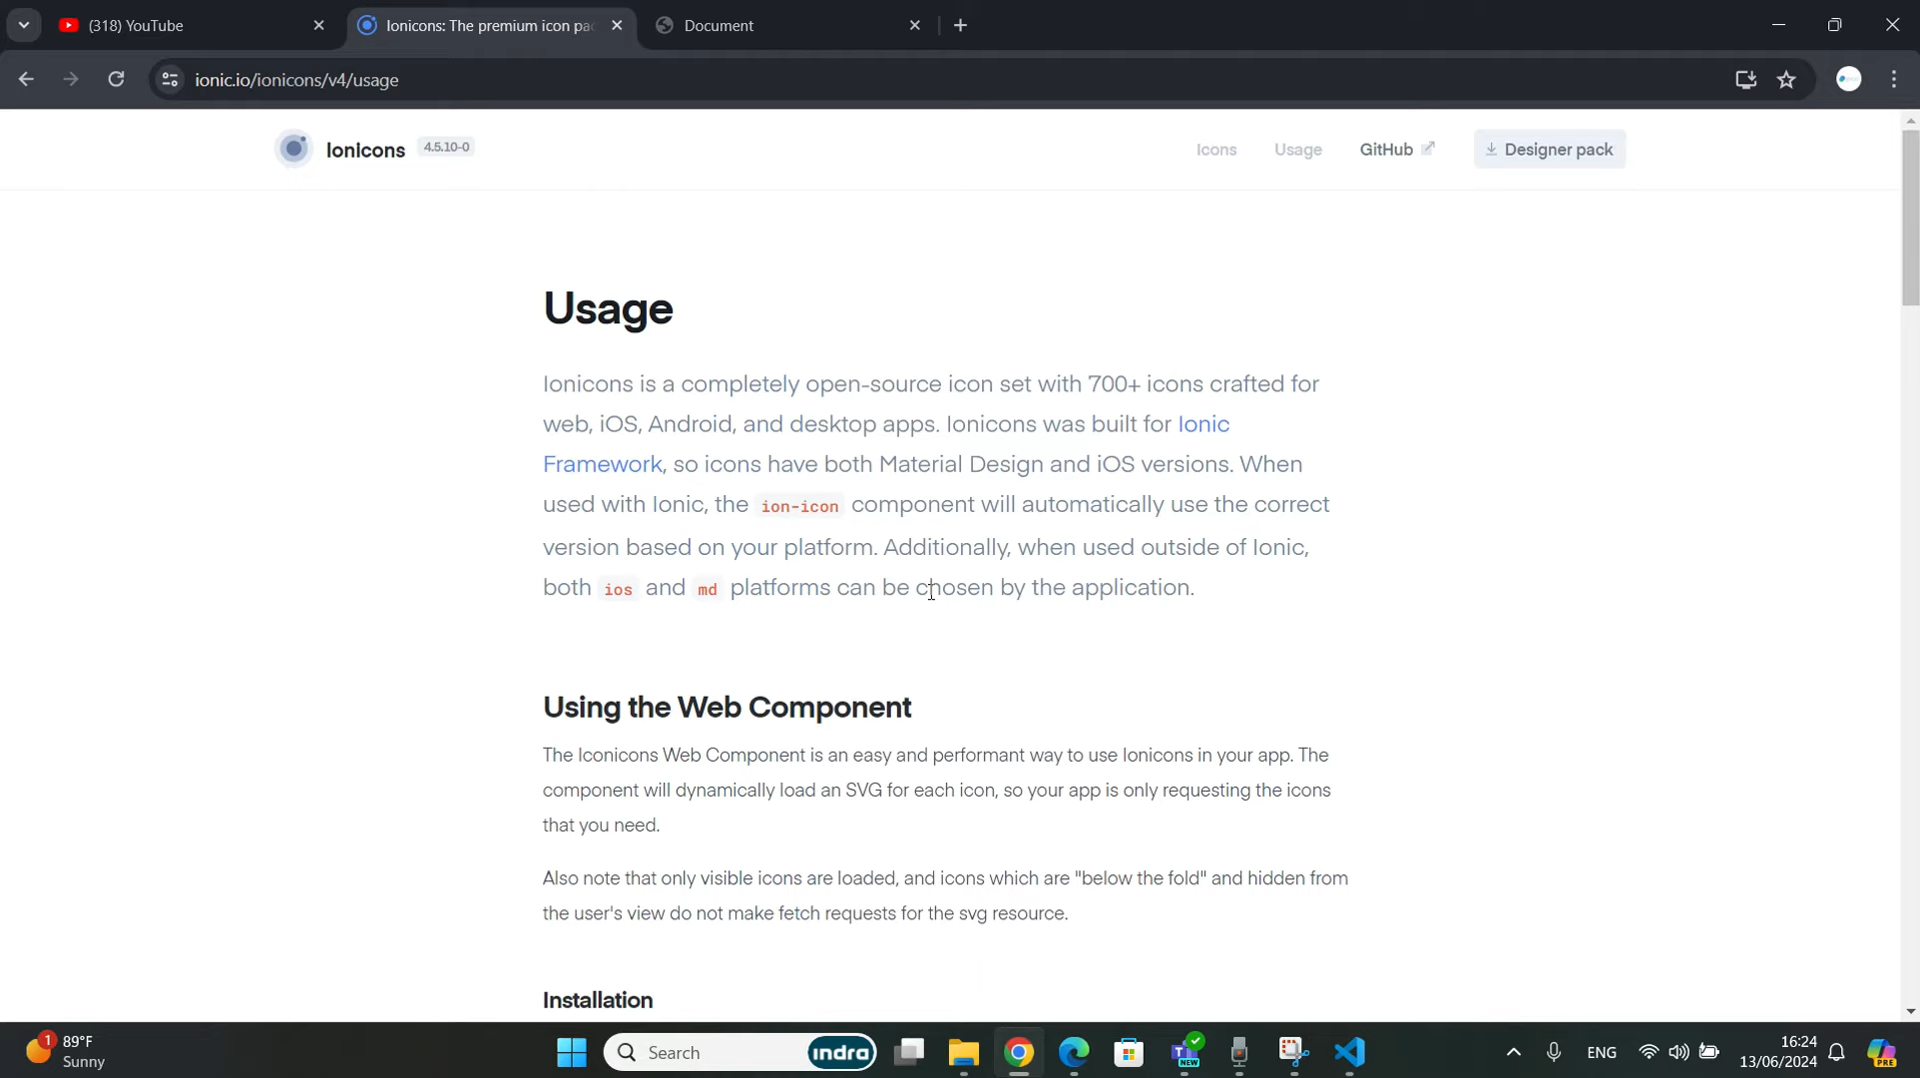 (318) YouTube
Ionicons: The premium icon pac
Document
ionic.io/ionicons/v4/usage
Ionicons 4.5.10-0
Icons
Usage
GitHub
Designer pack
Usage
Ionicons is a completely open-source icon set with 700+ icons crafted for
web, iOS, Android, and desktop apps. Ionicons was built for Ionic
Framework, so icons have both Material Design and iOS versions. When
used with Ionic, the ion-icon component will automatically use the correct
version based on your platform. Additionally, when used outside of Ionic,
both ios and md platforms can be chosen by the application.
Using the Web Component
The Iconicons Web Component is an easy and performant way to use Ionicons in your app. The
component will dynamically load an SVG for each icon, so your app is only requesting the icons
that you need.
Also note that only visible icons are loaded, and icons which are "below the fold" and hidden from
the user's view do not make fetch requests for the svg resource.
Installation
1
89°F
Sunny
Search
indra
NEW
ENG
16:24
13/06/2024
PRE